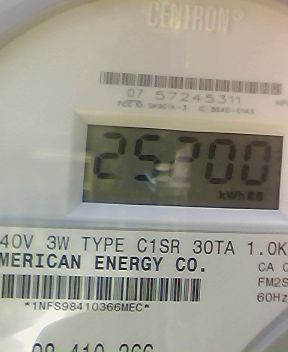 CENTRON®
07 57245311
25200
kWh
40V 3W TYPE C1SR 30TA 1.0K
MERICAN ENERGY CO.
CA 0
FM2S
60Hz
*1NFS98410366MEC*